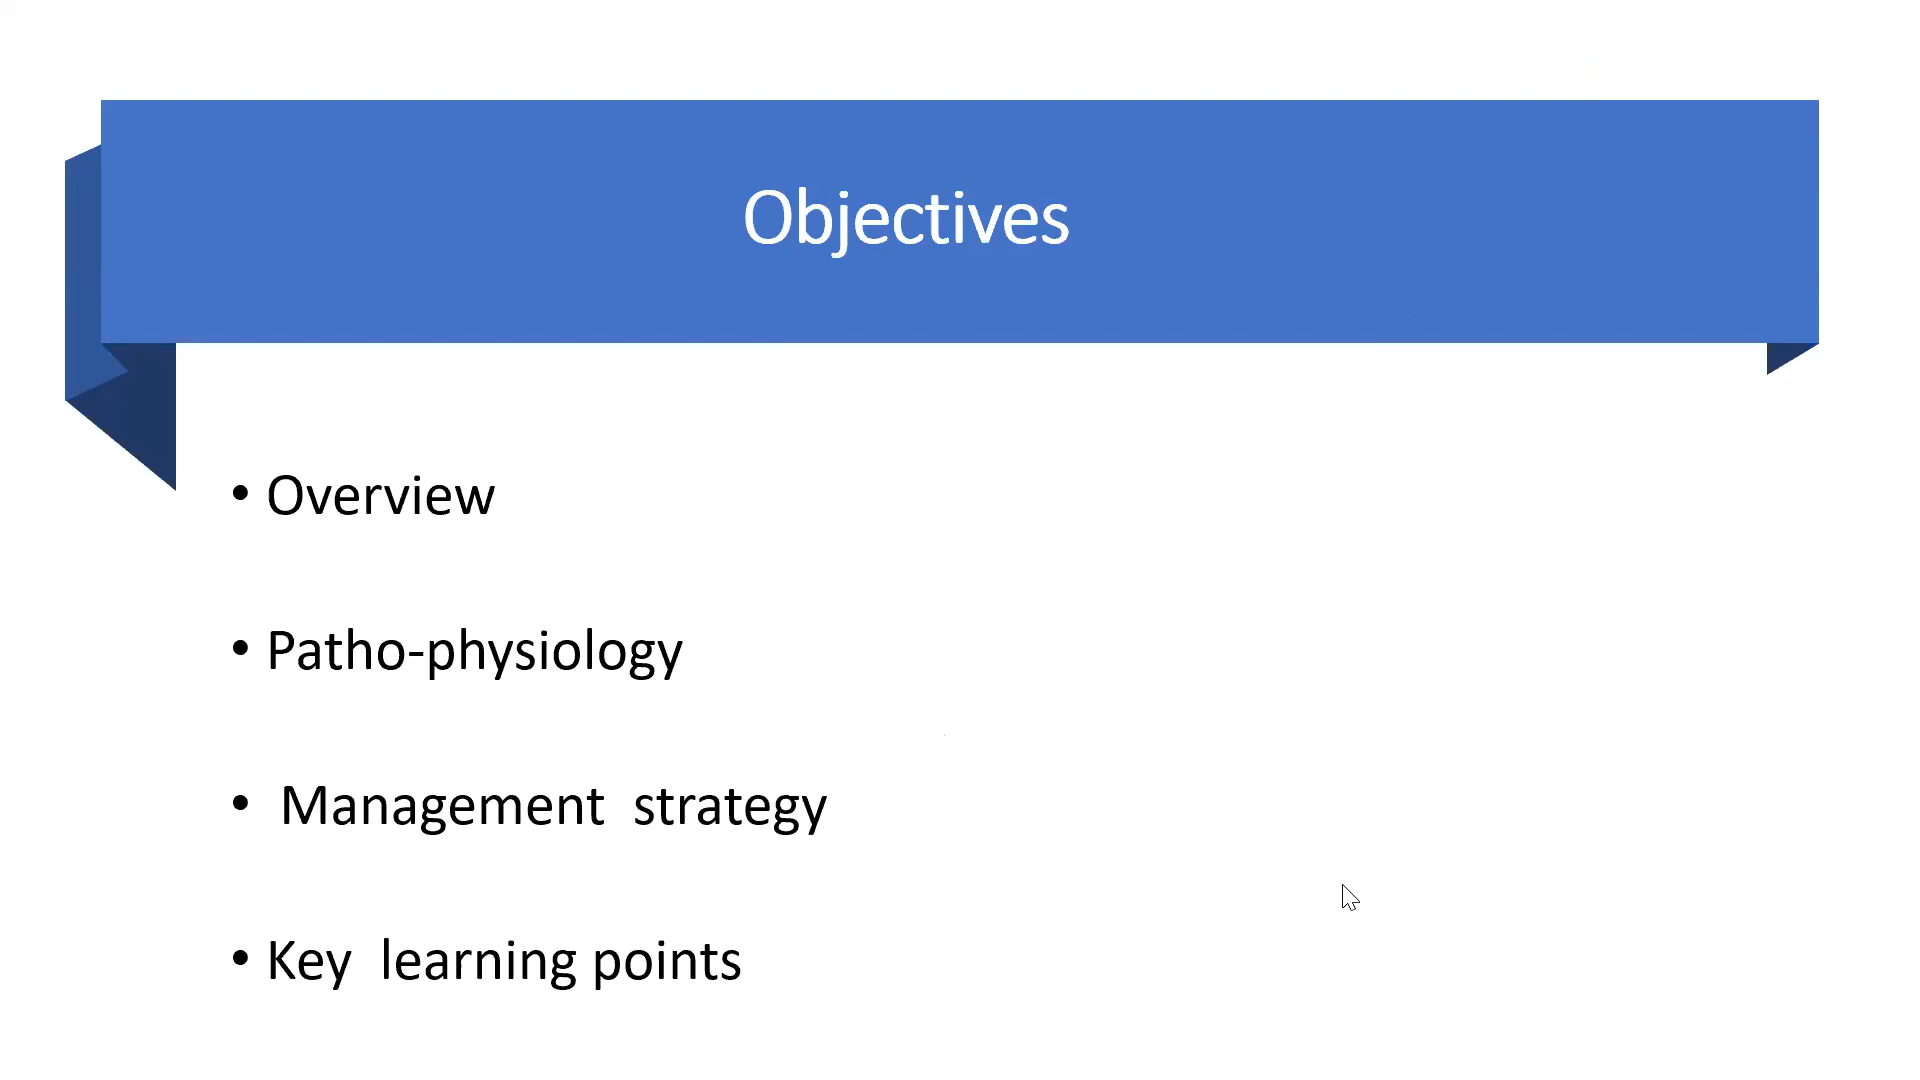 Objectives
• Overview
• Patho-physiology
• Management strategy
• Key learning points